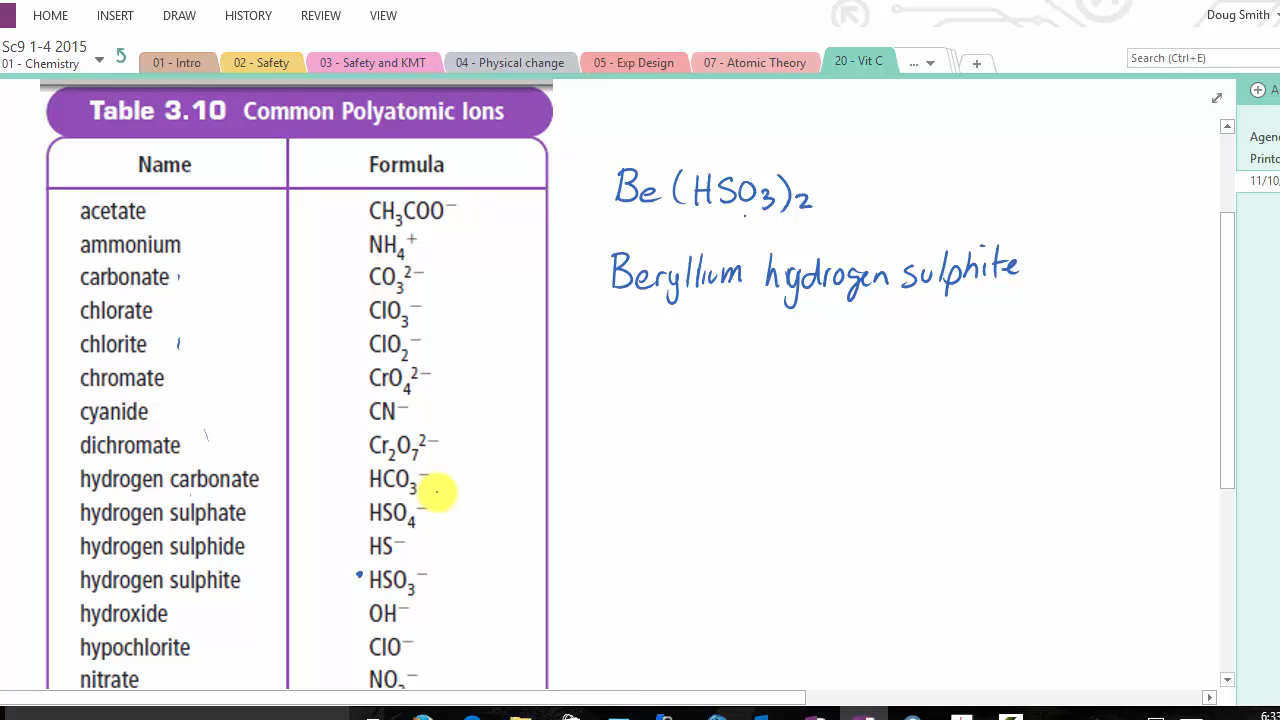 HOME INSERT DRAW HISTORY REVIEW VIEW Doug Smith
Sc9 1-4 2015
01 - Chemistry
01 - Intro 02 - Safety 03 - Safety and KMT 04 - Physical change 05 - Exp Design 07 - Atomic Theory 20 - Vit C ... Search (Ctrl+E)
Table 3.10 Common Polyatomic Ions
Name Formula
acetate CH₃COO⁻
ammonium NH₄⁺
carbonate CO₃²⁻
chlorate ClO₃⁻
chlorite ClO₂⁻
chromate CrO₄²⁻
cyanide CN⁻
dichromate Cr₂O₇²⁻
hydrogen carbonate HCO₃⁻
hydrogen sulphate HSO₄⁻
hydrogen sulphide HS⁻
hydrogen sulphite HSO₃⁻
hydroxide OH⁻
hypochlorite ClO⁻
nitrate
Be(HSO₃)₂
Beryllium hydrogen sulphite
A
Agenda
Printo
11/10/